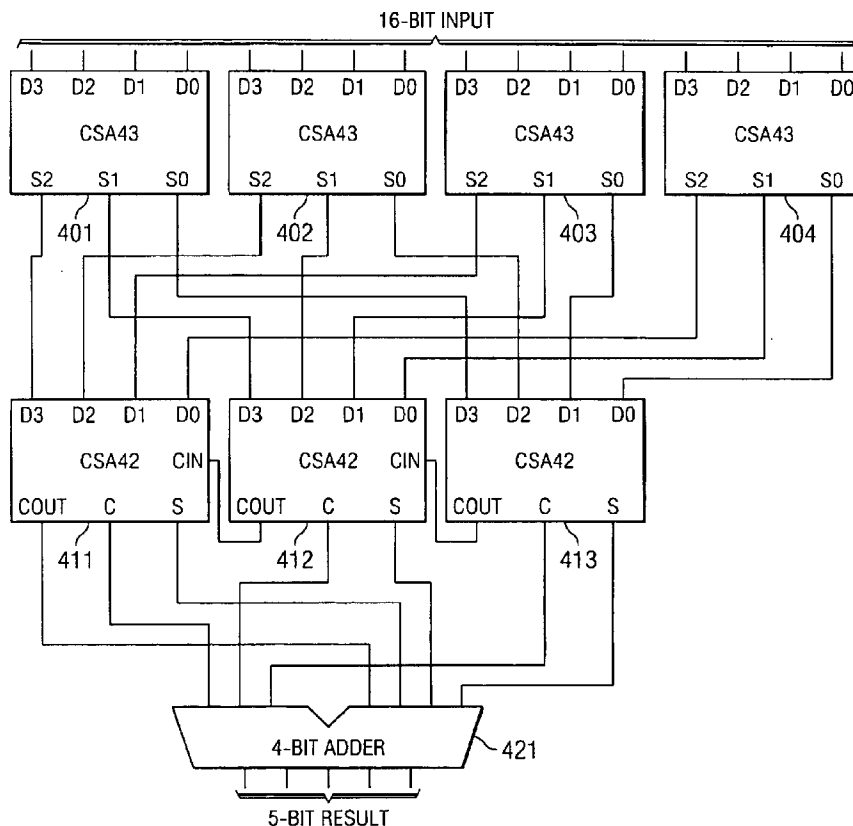 16-BIT INPUT
D3 D2 D1 D0 D3 D2 D1 D0 D3 D2 D1 D0 D3 D2 D1 D0
CSA43 CSA43 CSA43 CSA43
S2 S1 S0 S2 S1 S0 S2 S1 S0 S2 S1 S0
401 402 403 404
D3 D2 D1 D0 D3 D2 D1 D0 D3 D2 D1 D0
CSA42 CIN CSA42 CIN CSA42
COUT C S COUT C S COUT C S
411 412 413
4-BIT ADDER 421
5-BIT RESULT